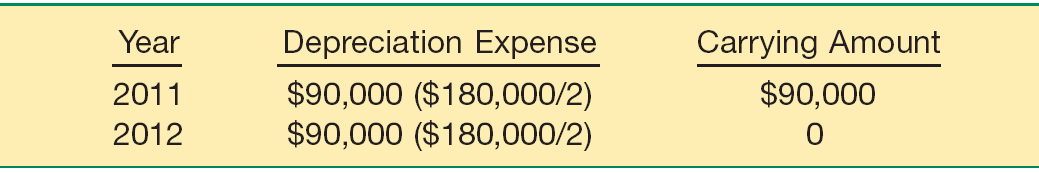 Year Depreciation Expense Carrying Amount
2011 $90,000 ($180,000/2) $90,000
2012 $90,000 ($180,000/2) 0